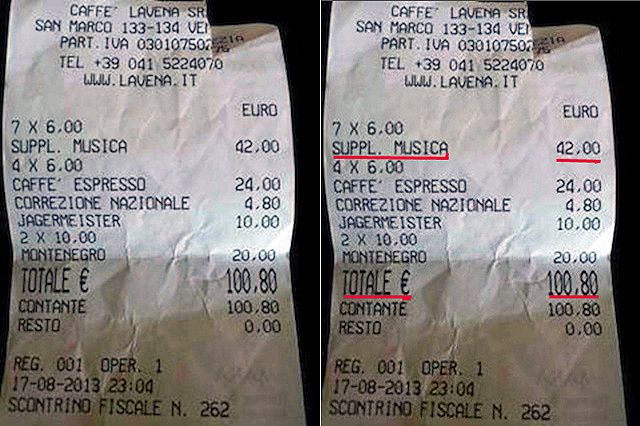 CAFFE' LAVENA SR
SAN MARCO 133-134 VEN
PART. IVA 030107502
TEL +39 041 5224070
WWW.LAVENA.IT
EURO
7 X 6,00
SUPPL. MUSICA 42,00
4 X 6,00
CAFFE' ESPRESSO 24,00
CORREZIONE NAZIONALE 4,80
JAGERMEISTER 10,00
2 X 10,00
MONTENEGRO 20,00
TOTALE € 100,80
CONTANTE 100,80
RESTO 0,00
REG. 001 OPER. 1
17-08-2013 23:04
SCONTRINO FISCALE N. 262
CAFFE' LAVENA SR
SAN MARCO 133-134 VEN
PART. IVA 030107502
TEL +39 041 5224070
WWW.LAVENA.IT
EURO
7 X 6,00
SUPPL. MUSICA 42,00
4 X 6,00
CAFFE' ESPRESSO 24,00
CORREZIONE NAZIONALE 4,80
JAGERMEISTER 10,00
2 X 10,00
MONTENEGRO 20,00
TOTALE € 100,80
CONTANTE 100,80
RESTO 0,00
REG. 001 OPER. 1
17-08-2013 23:04
SCONTRINO FISCALE N. 262